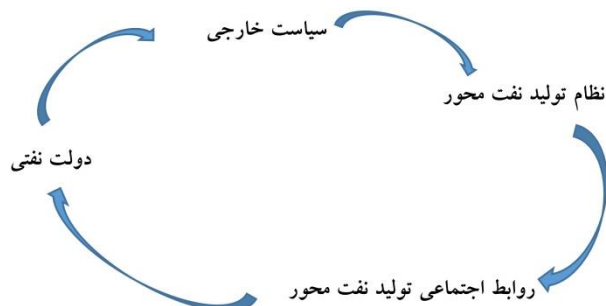 سیاست خارجی
نظام تولید نفت محور
دولت نفتی
روابط اجتماعی تولید نفت محور